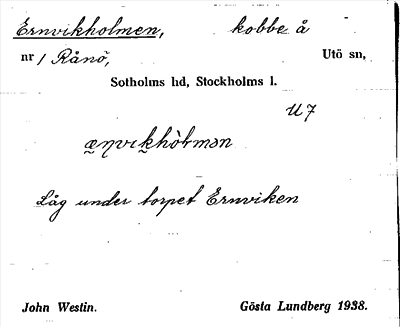 Ernvikholmen, kobbe å
nr 1 Rånö, Utö sn,
Sotholms hd, Stockholms l.
U7
Låg under torpet Ernviken
John Westin. Gösta Lundberg 1938.